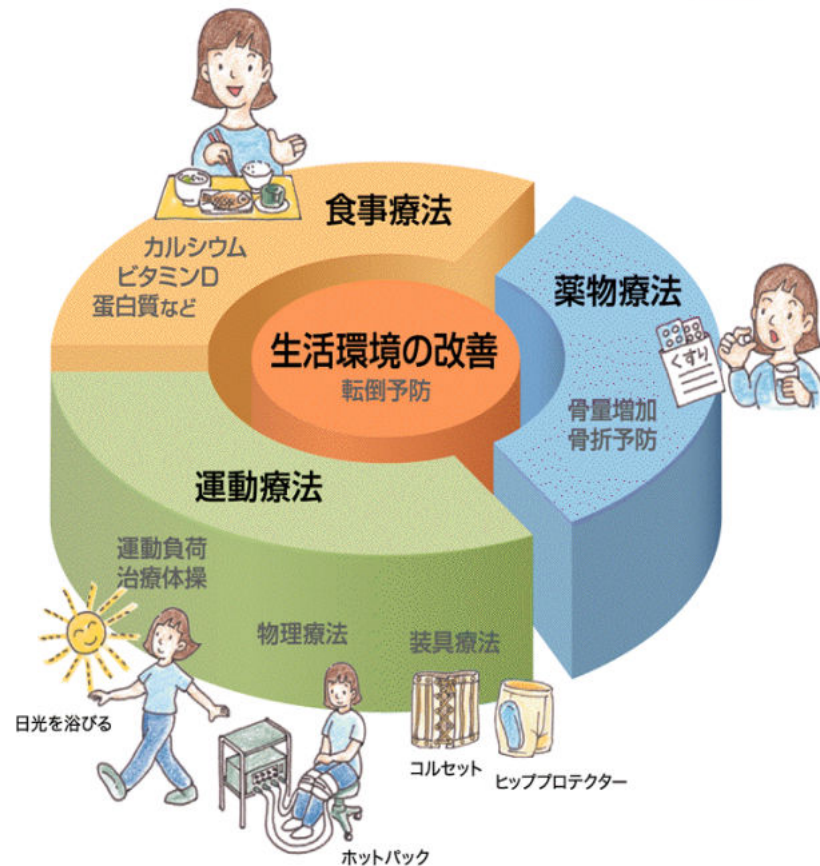 食事療法
カルシウム
ビタミンD
蛋白質など
薬物療法
くすり
骨量増加
骨折予防
生活環境の改善
転倒予防
運動療法
運動負荷
治療体操
物理療法
装具療法
日光を浴びる
コルセット
ヒッププロテクター
ホットパック